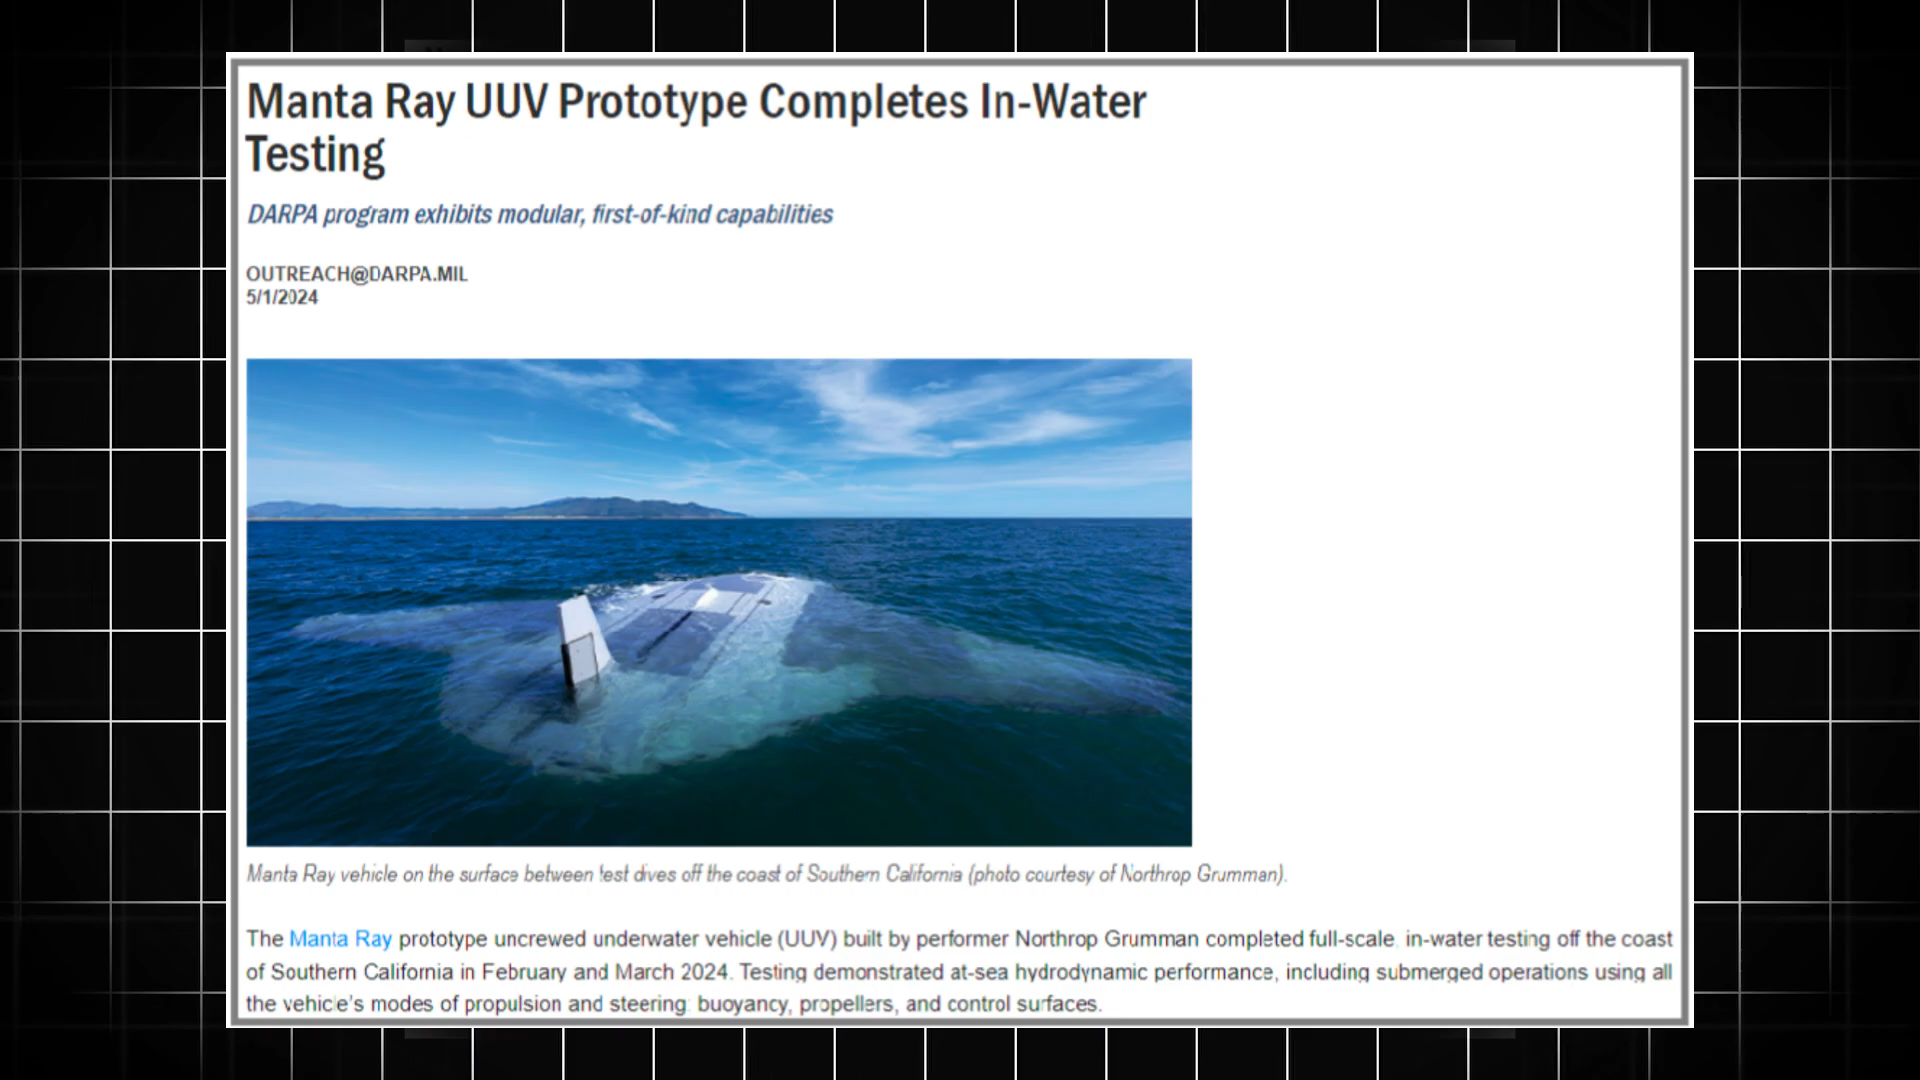 Manta Ray UUV Prototype Completes In-Water
Testing
DARPA program exhibits modular, first-of-kind capabilities
OUTREACH@DARPA.MIL
5/1/2024
Manta Ray vehicle on the surface between test dives off the coast of Southern California (photo courtesy of Northrop Grumman).
The Manta Ray prototype uncrewed underwater vehicle (UUV) built by performer Northrop Grumman completed full-scale, in-water testing off the coast
of Southern California in February and March 2024. Testing demonstrated at-sea hydrodynamic performance, including submerged operations using all
the vehicle's modes of propulsion and steering: buoyancy, propellers, and control surfaces.